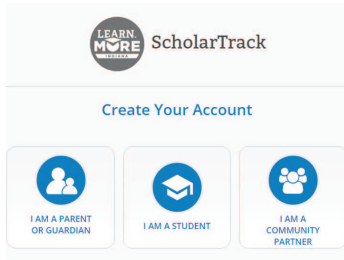 LEARN.
MORE
INDIANA
ScholarTrack
Create Your Account
I AM A PARENT
OR GUARDIAN
I AM A STUDENT
I AM A
COMMUNITY
PARTNER